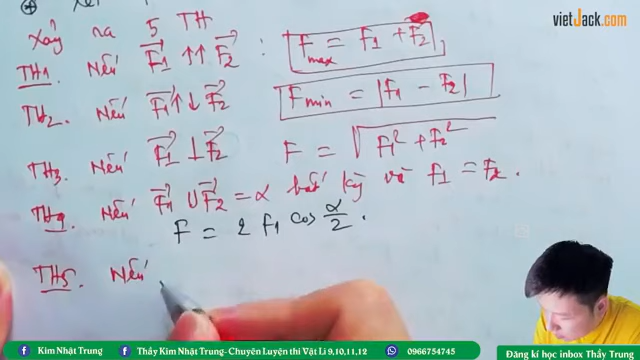 vietJack.com
Xảy ra 5 TH
TH1. Nếu F₁ ↑↑ F₂ : Fmax = F₁ + F₂,
TH2. Nếu F₁ ↑↓ F₂ Fmin = |F₁ - F₂|
TH3. Nếu F₁ ⊥ F₂ F = √F₁² + F₂²
TH4. Nếu F₁ ∪ F₂ = α bất kỳ và F₁ = F₂.
F = 2 F₁ cos α/2.
TH5. Nếu
Kim Nhật Trung
Thầy Kim Nhật Trung- Chuyên Luyện thi Vật Lí 9,10,11,12
0966754745
Đăng kí học inbox Thầy Trung